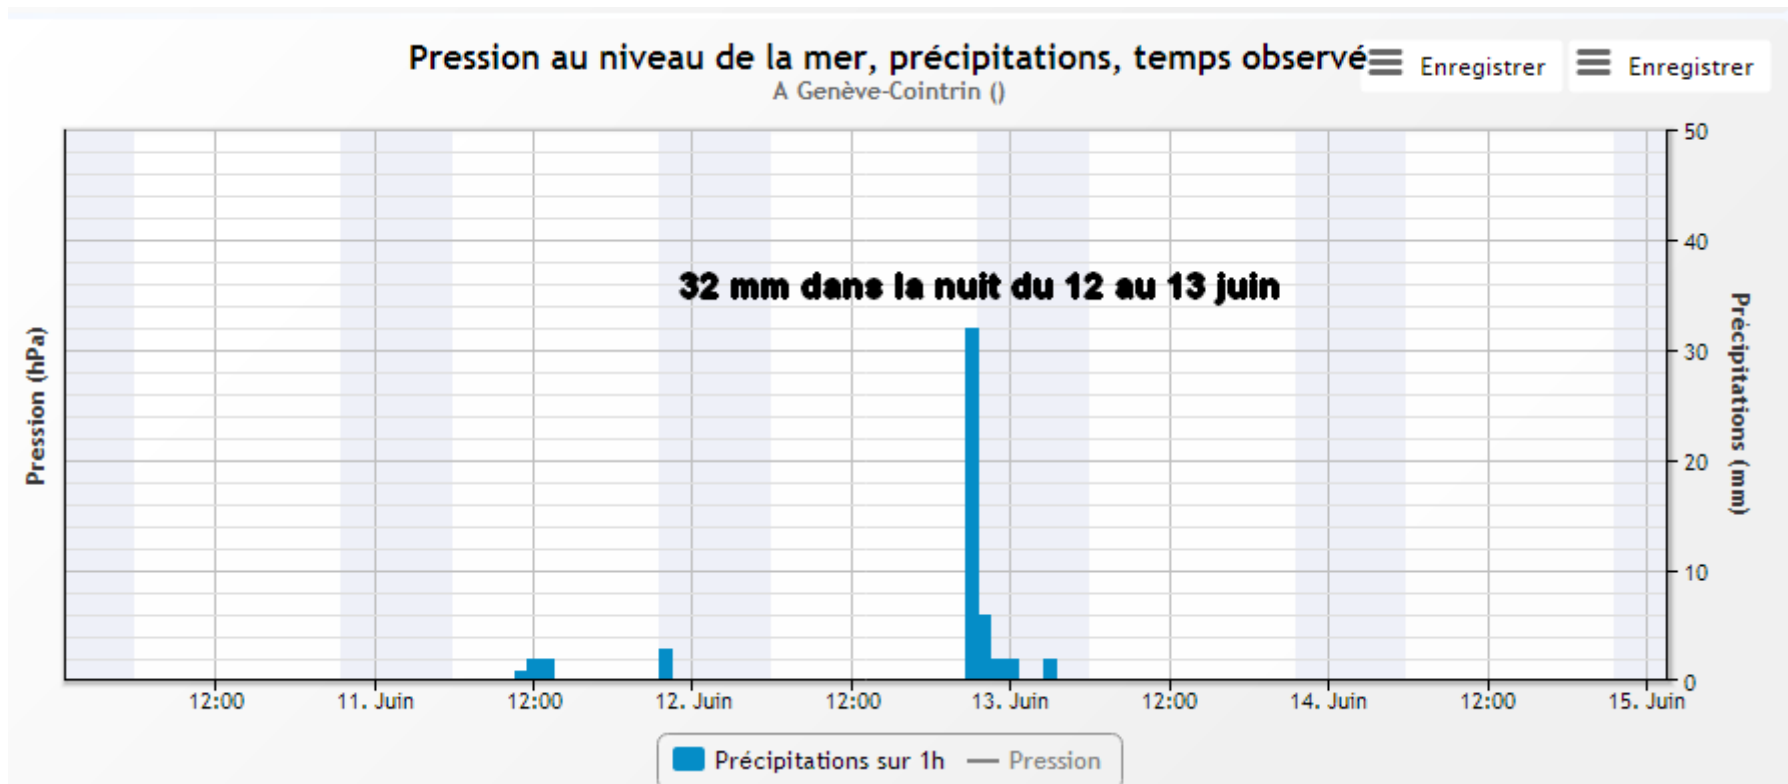 Pression au niveau de la mer, précipitations, temps observé
Enregistrer
Enregistrer
A Genève-Cointrin ()
50
40
32 mm dans la nuit du 12 au 13 juin
Pression (hPa)
Précipitations (mm)
30
20
10
0
12:00 11. Juin 12:00 12. Juin 12:00 13. Juin 12:00 14. Juin 12:00 15. Juin
Précipitations sur 1h Pression